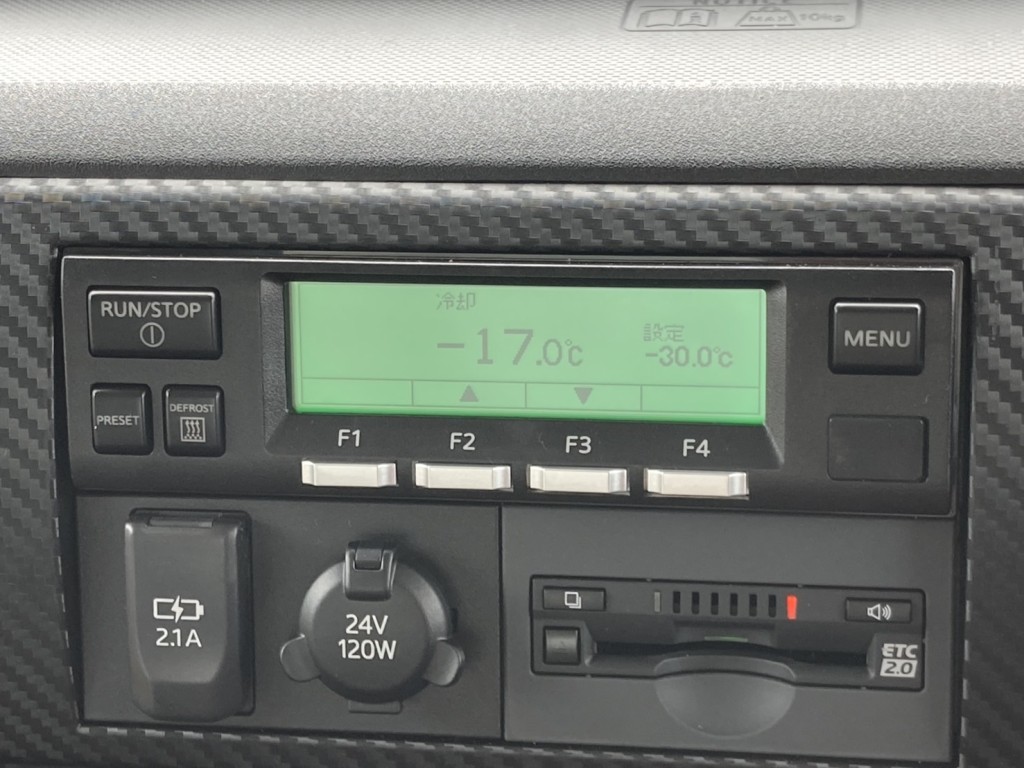 NOTICE
MAX 10kg
RUN/STOP
冷却
-17.0℃
設定
-30.0℃
MENU
PRESET
DEFROST
▲
▼
F1
F2
F3
F4
2.1A
24V
120W
ETC
2.0